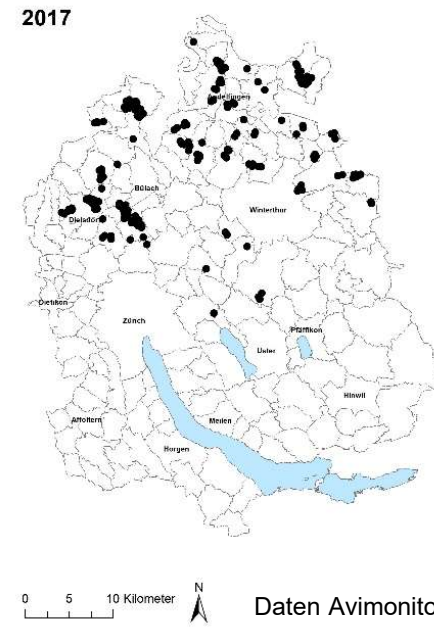 2017
Andelfingen
Bülach
Dielsdorf
Winterthur
Dietikon
Zürich
Pfäffikon
Uster
Hinwil
Affoltern
Meilen
Horgen
N
0 5 10 Kilometer
Daten Avimonito